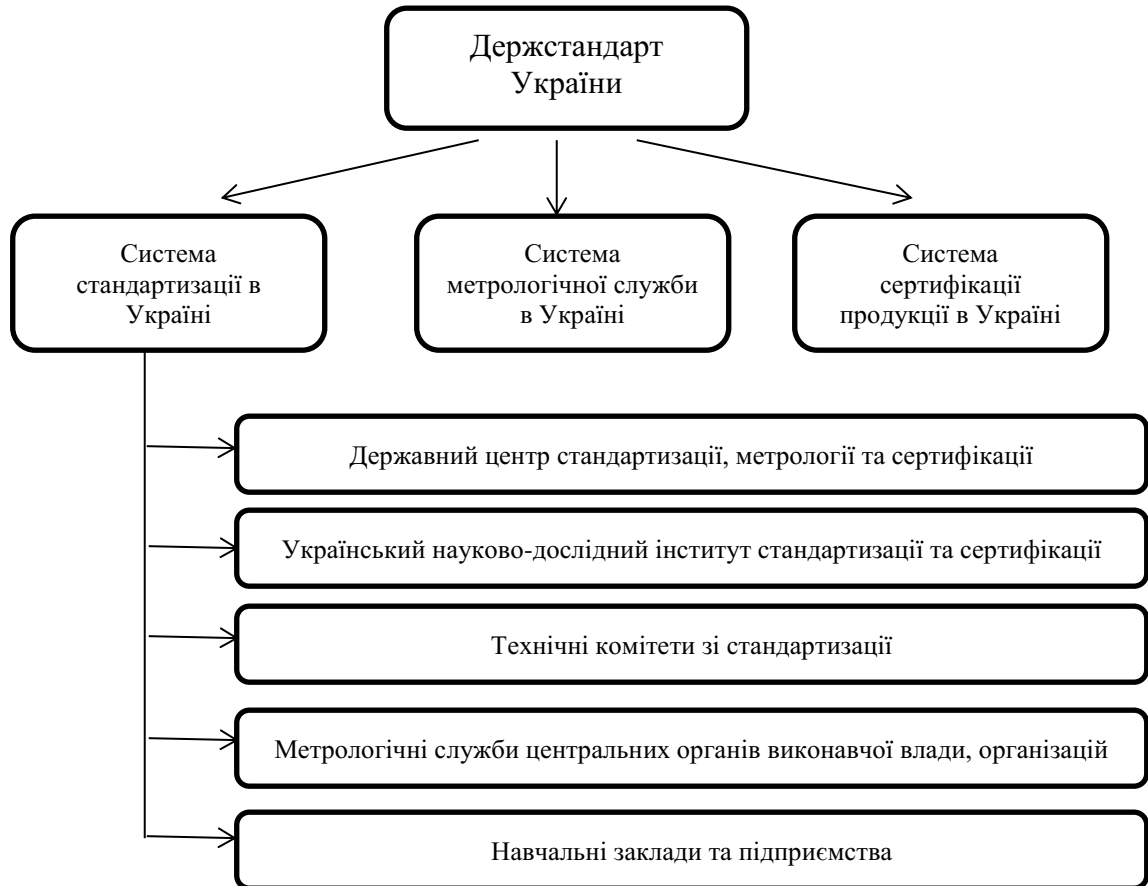 Держстандарт
України
Система
стандартизації в
Україні
Система
метрологічної служби
в Україні
Система
сертифікації
продукції в Україні
Державний центр стандартизації, метрології та сертифікації
Український науково-дослідний інститут стандартизації та сертифікації
Технічні комітети зі стандартизації
Метрологічні служби центральних органів виконавчої влади, організацій
Навчальні заклади та підприємства